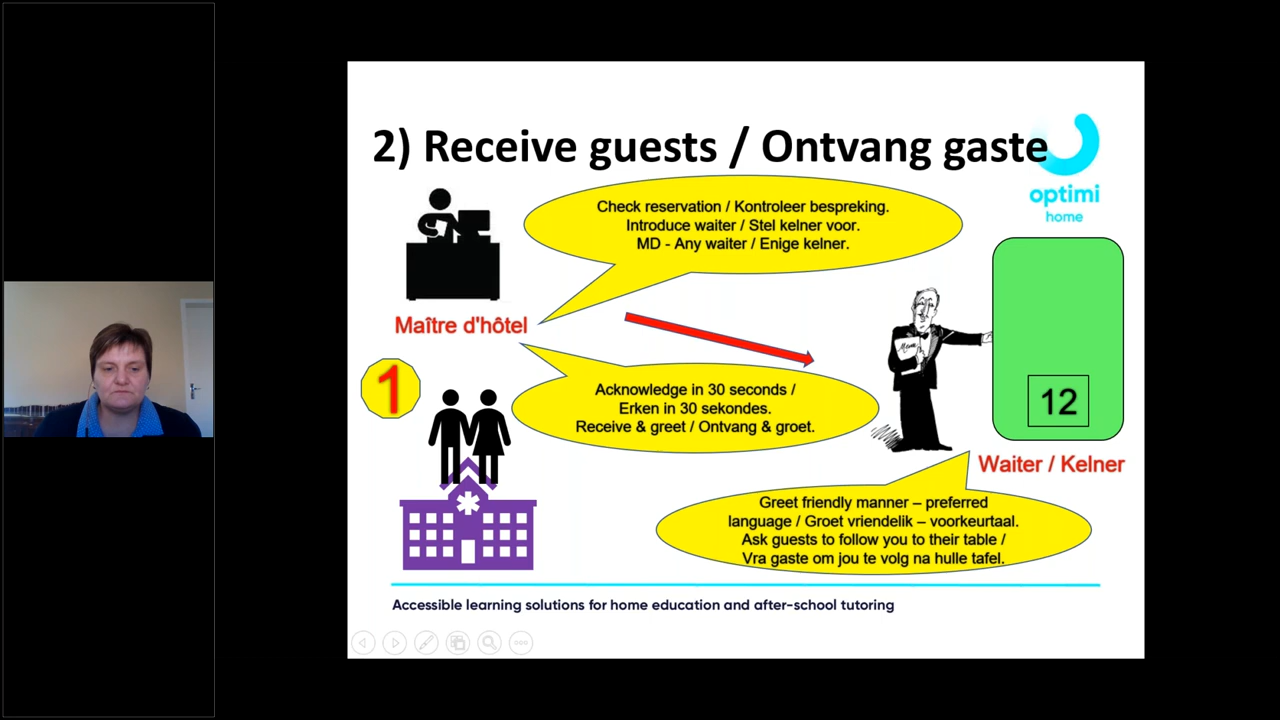 2) Receive guests / Ontvang gaste
optimi
home
Check reservation / Kontroleer bespreking.
Introduce waiter / Stel kelner voor.
MD - Any waiter / Enige kelner.
Maître d'hôtel
1
Acknowledge in 30 seconds /
Erken in 30 sekondes.
Receive & greet / Ontvang & groet.
Menu
12
Waiter / Kelner
Greet friendly manner – preferred
language / Groet vriendelik – voorkeurtaal.
Ask guests to follow you to their table /
Vra gaste om jou te volg na hulle tafel.
Accessible learning solutions for home education and after-school tutoring